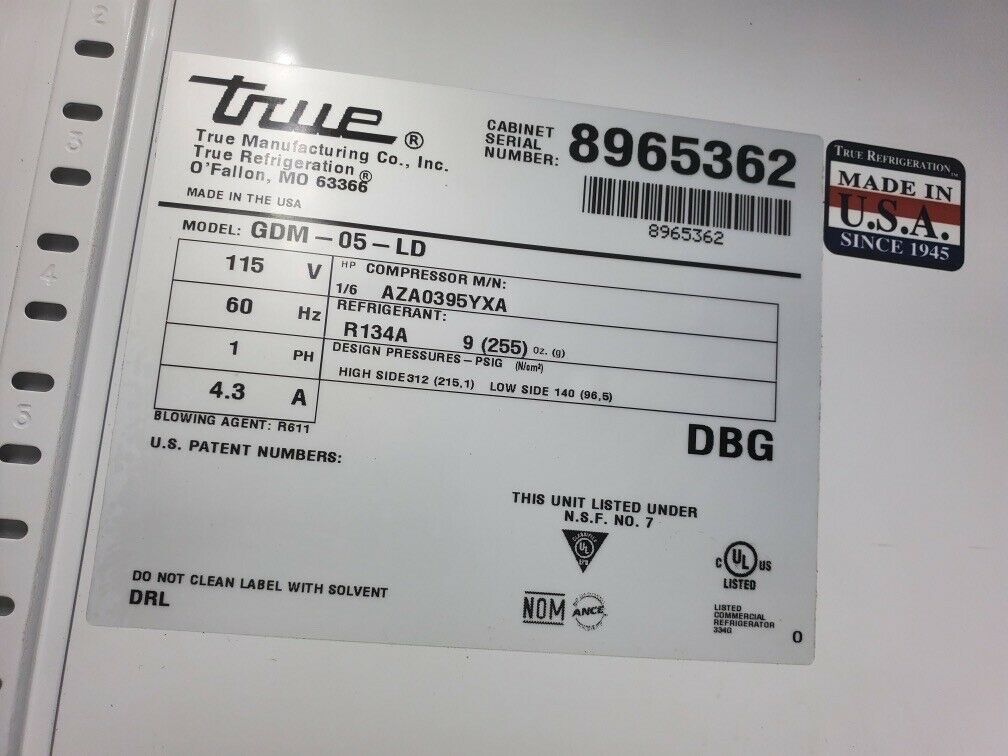 true®
True Manufacturing Co., Inc.
True Refrigeration®
O'Fallon, MO 63366
MADE IN THE USA
CABINET
SERIAL
NUMBER: 8965362
8965362
TRUE REFRIGERATION™
MADE IN
U.S.A.
SINCE 1945
MODEL: GDM-05-LD
115 V
60 Hz
1 PH
4.3 A
HP COMPRESSOR M/N:
1/6 AZA0395YXA
REFRIGERANT:
R134A 9 (255) OZ. (g)
DESIGN PRESSURES-PSIG (N/cm²)
HIGH SIDE 312 (215,1) LOW SIDE 140 (96,5)
BLOWING AGENT: R611
DBG
U.S. PATENT NUMBERS:
THIS UNIT LISTED UNDER
N.S.F. NO. 7
CLASSIFIED
UL
C UL US
LISTED
DO NOT CLEAN LABEL WITH SOLVENT
DRL
NOM
ANCE
LISTED
COMMERCIAL
REFRIGERATOR
334G
O
2
3
4
5